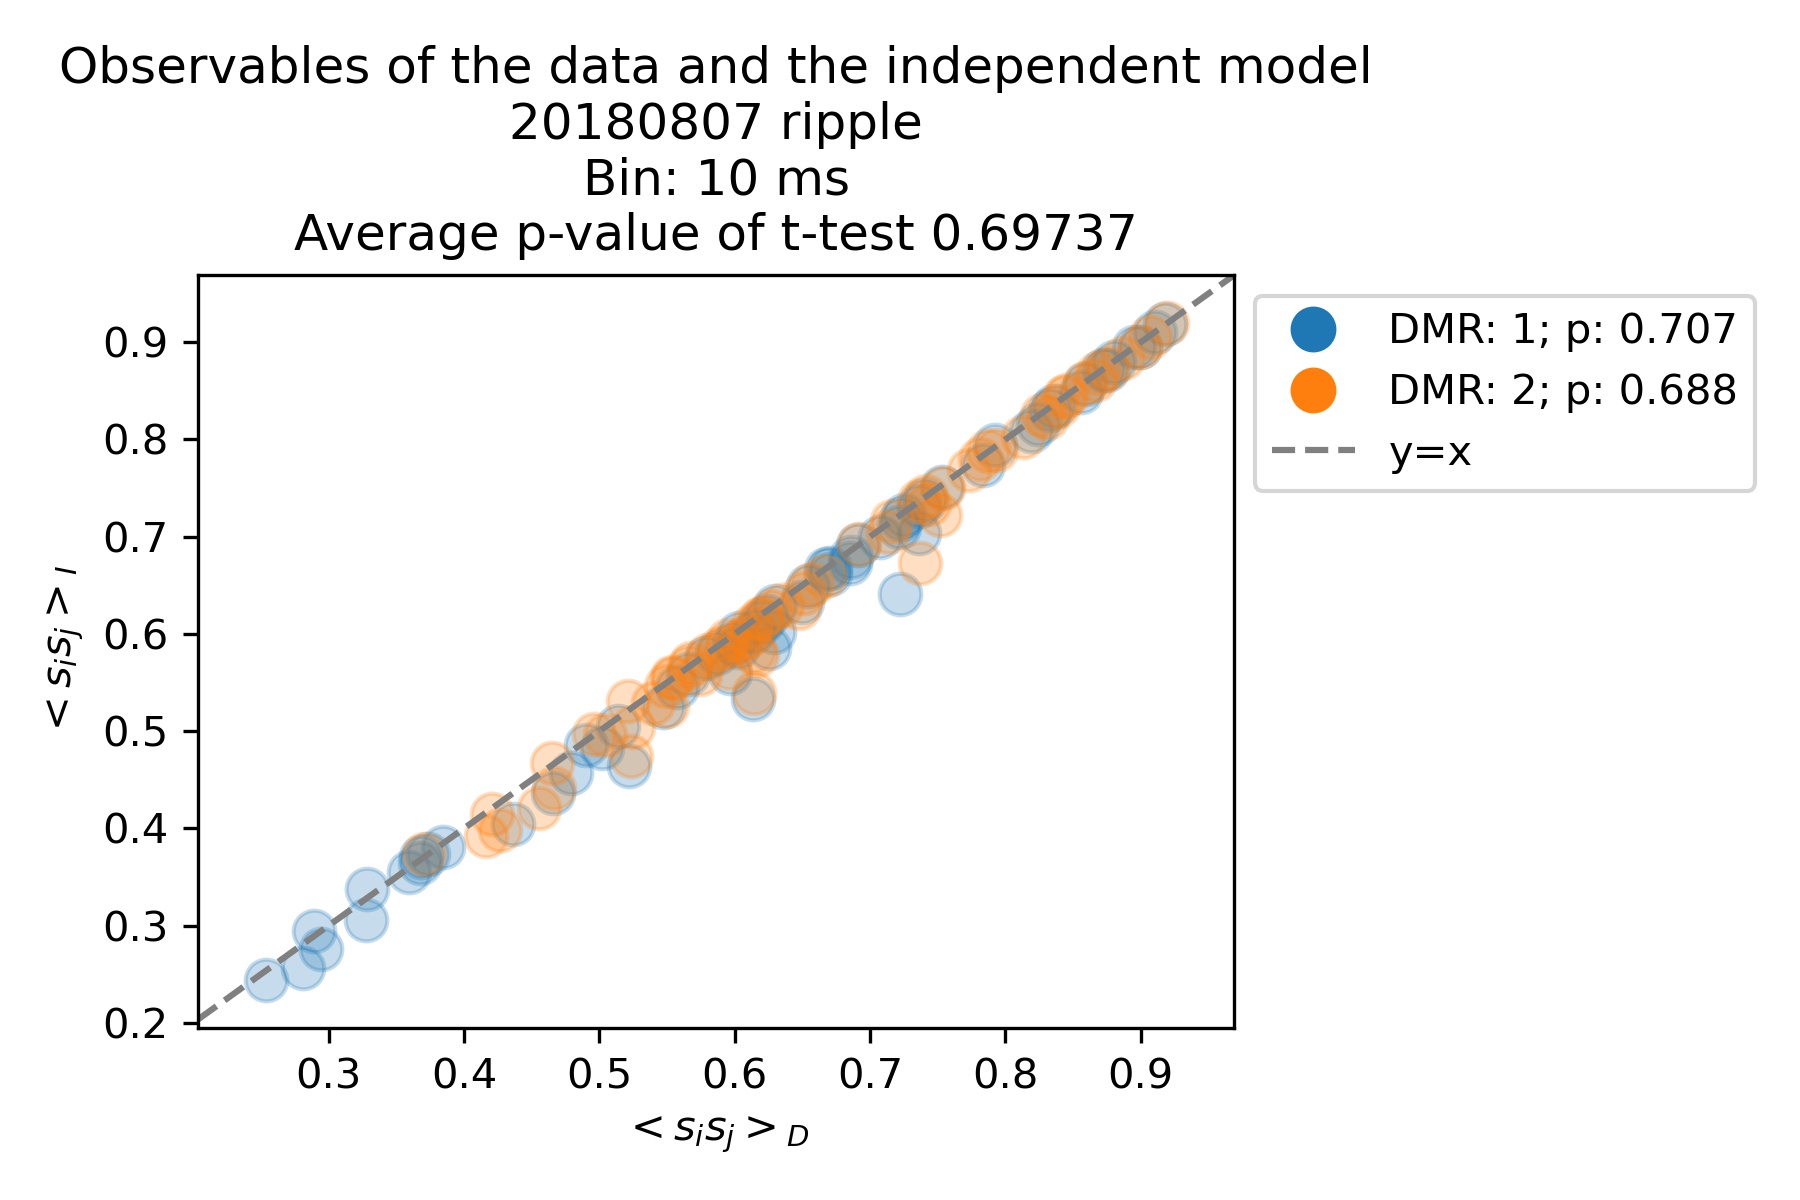 Observables of the data and the independent model
20180807 ripple
Bin: 10 ms
Average p-value of t-test 0.69737
DMR: 1; p: 0.707
DMR: 2; p: 0.688
y=x
0.9
0.8
0.7
0.6
0.5
0.4
0.3
0.2
< s_i s_j >_I
0.3 0.4 0.5 0.6 0.7 0.8 0.9
< s_i s_j >_D